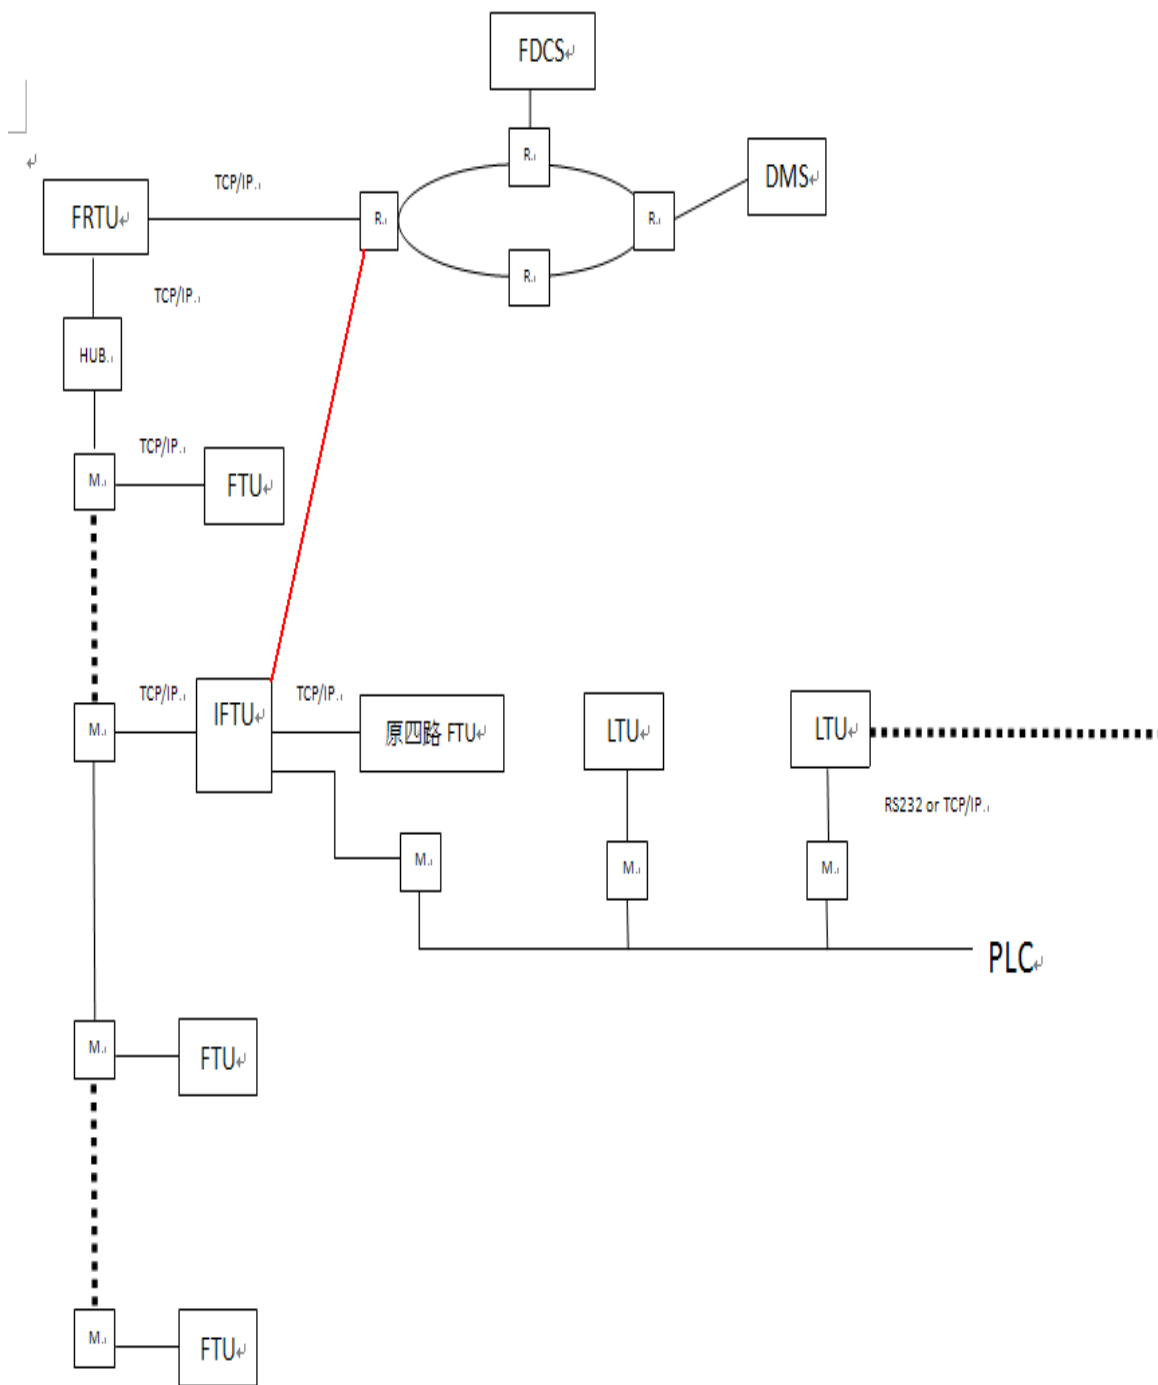 FDCS
R
DMS
TCP/IP
FRTU
R
R
R
TCP/IP
HUB
TCP/IP
M
FTU
TCP/IP
IFTU
TCP/IP
M
原四路 FTU
LTU
LTU
RS232 or TCP/IP
M
M
M
PLC
M
FTU
M
FTU